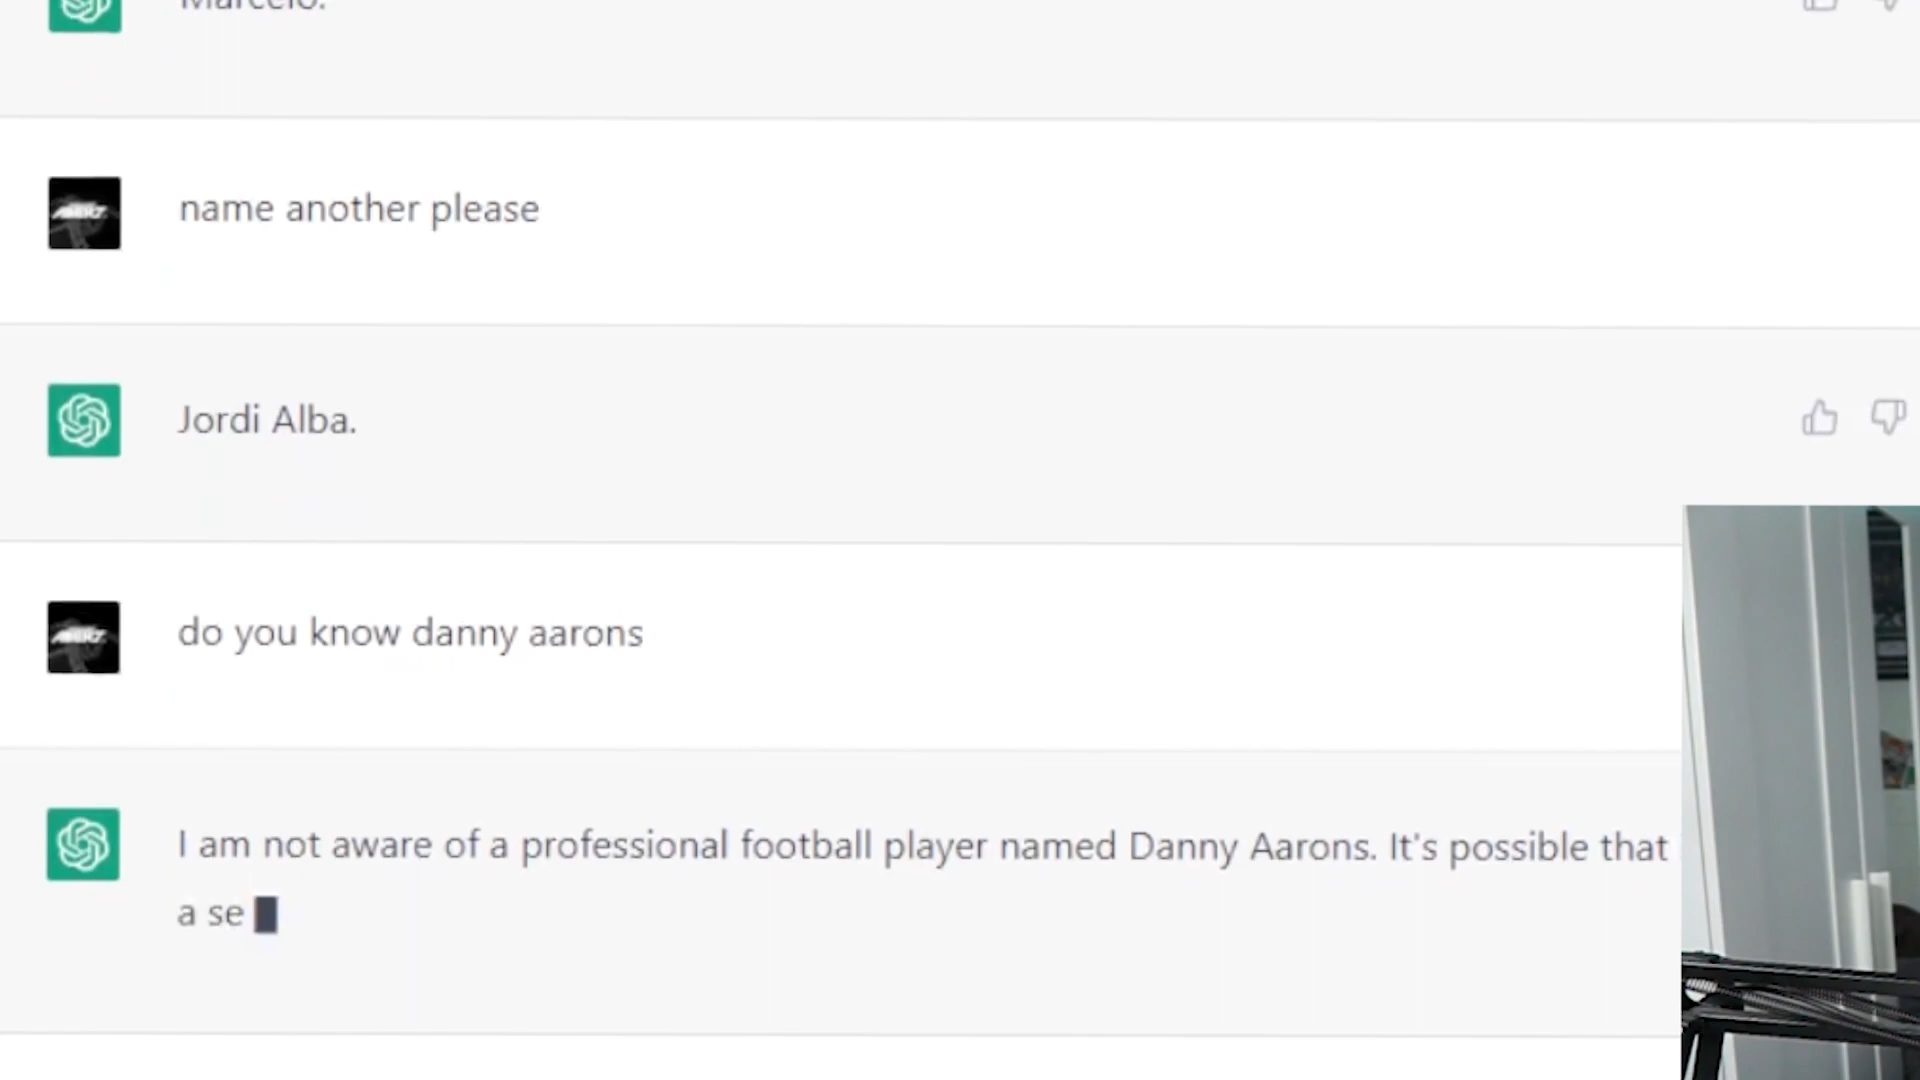 Marcelo.
name another please
Jordi Alba.
do you know danny aarons
I am not aware of a professional football player named Danny Aarons. It's possible that
a se